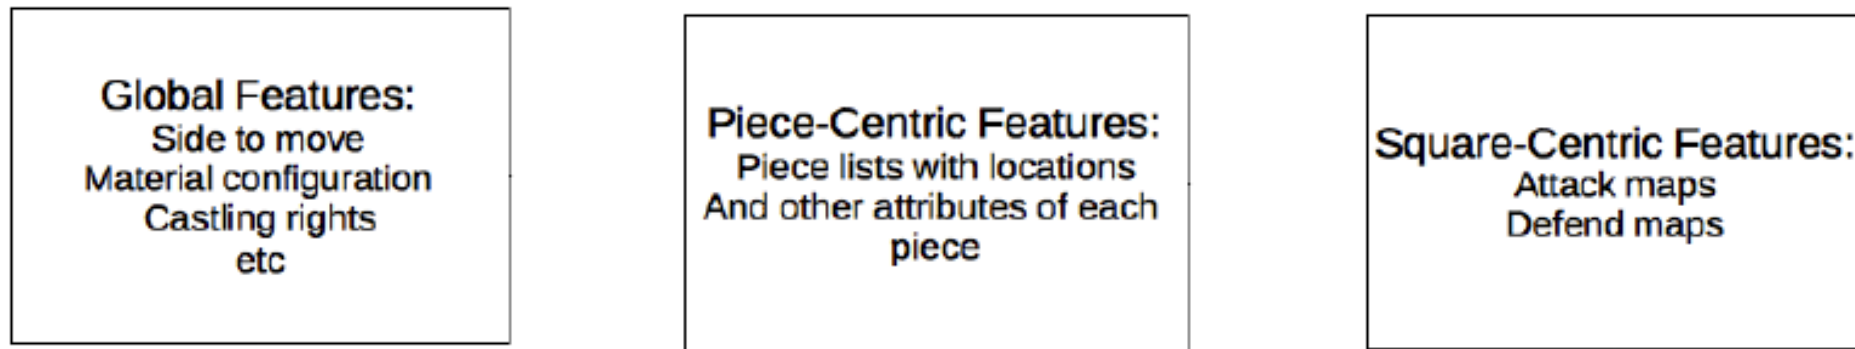 Global Features:
Side to move
Material configuration
Castling rights
etc
Piece-Centric Features:
Piece lists with locations
And other attributes of each
piece
Square-Centric Features:
Attack maps
Defend maps